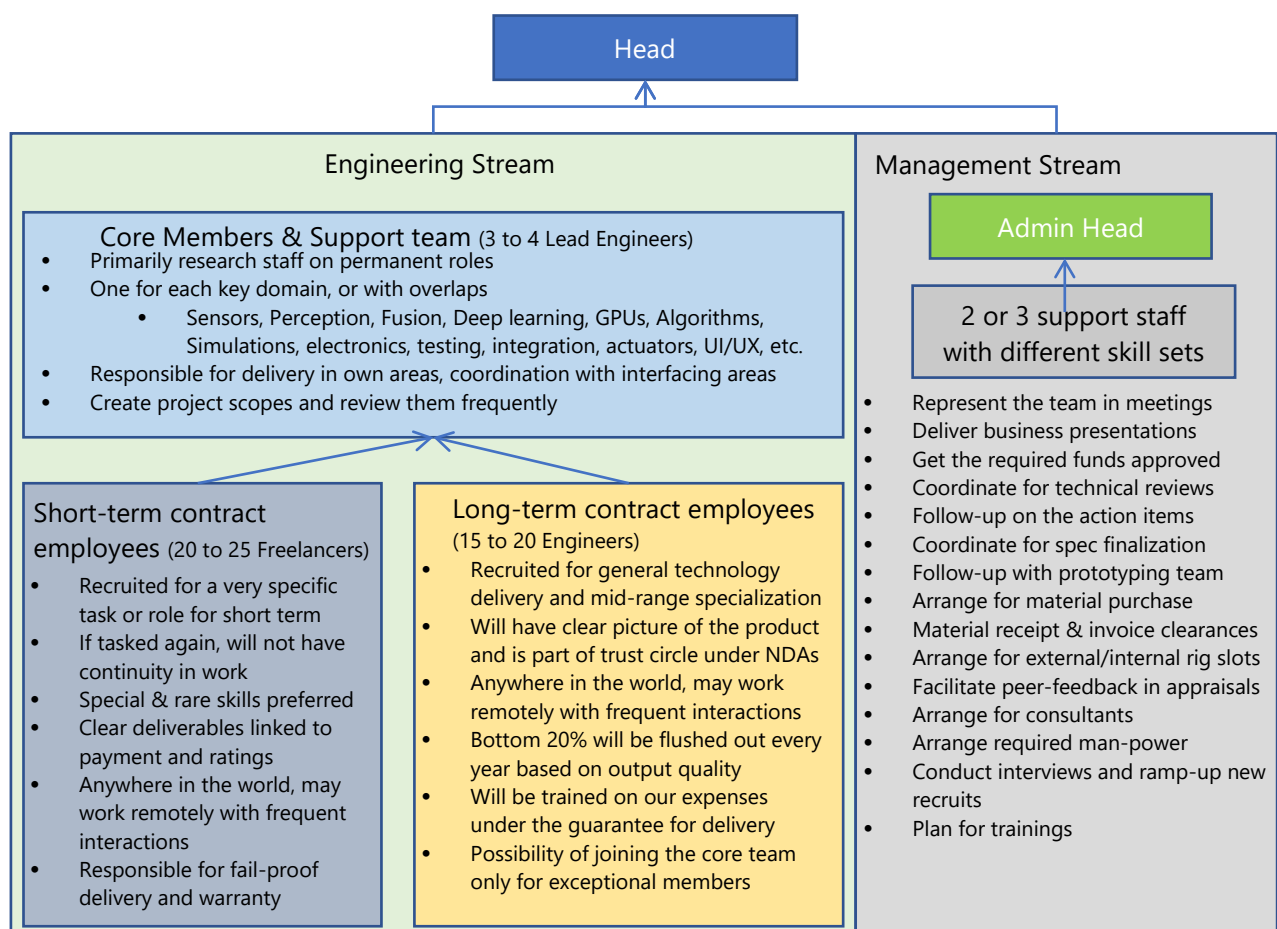 Head
Engineering Stream
Core Members & Support team (3 to 4 Lead Engineers)
• Primarily research staff on permanent roles
• One for each key domain, or with overlaps
• Sensors, Perception, Fusion, Deep learning, GPUs, Algorithms,
Simulations, electronics, testing, integration, actuators, UI/UX, etc.
• Responsible for delivery in own areas, coordination with interfacing areas
• Create project scopes and review them frequently
Short-term contract
employees (20 to 25 Freelancers)
• Recruited for a very specific
task or role for short term
• If tasked again, will not have
continuity in work
• Special & rare skills preferred
• Clear deliverables linked to
payment and ratings
• Anywhere in the world, may
work remotely with frequent
interactions
• Responsible for fail-proof
delivery and warranty
Long-term contract employees
(15 to 20 Engineers)
• Recruited for general technology
delivery and mid-range specialization
• Will have clear picture of the product
and is part of trust circle under NDAs
• Anywhere in the world, may work
remotely with frequent interactions
• Bottom 20% will be flushed out every
year based on output quality
• Will be trained on our expenses
under the guarantee for delivery
• Possibility of joining the core team
only for exceptional members
Management Stream
Admin Head
2 or 3 support staff
with different skill sets
• Represent the team in meetings
• Deliver business presentations
• Get the required funds approved
• Coordinate for technical reviews
• Follow-up on the action items
• Coordinate for spec finalization
• Follow-up with prototyping team
• Arrange for material purchase
• Material receipt & invoice clearances
• Arrange for external/internal rig slots
• Facilitate peer-feedback in appraisals
• Arrange for consultants
• Arrange required man-power
• Conduct interviews and ramp-up new
recruits
• Plan for trainings